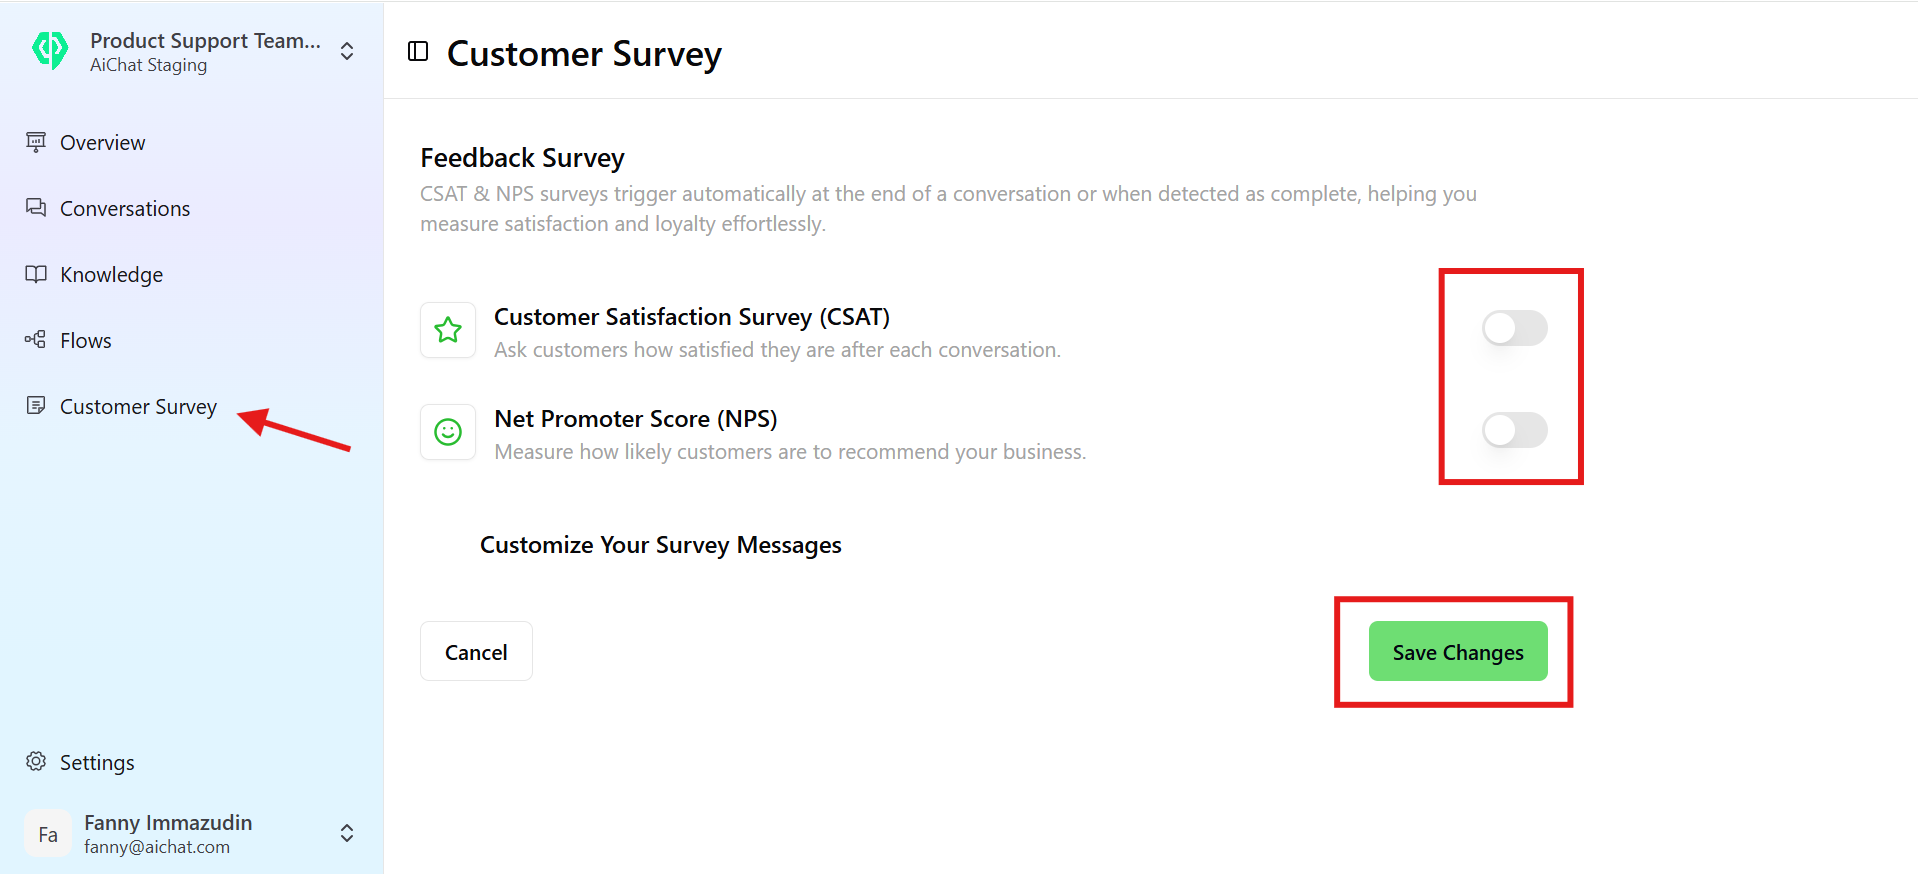 Product Support Team...
AiChat Staging
Overview
Conversations
Knowledge
Flows
Customer Survey
Settings
Fa
Fanny Immazudin
fanny@aichat.com
Customer Survey
Feedback Survey
CSAT & NPS surveys trigger automatically at the end of a conversation or when detected as complete, helping you
measure satisfaction and loyalty effortlessly.
Customer Satisfaction Survey (CSAT)
Ask customers how satisfied they are after each conversation.
Net Promoter Score (NPS)
Measure how likely customers are to recommend your business.
Customize Your Survey Messages
Cancel
Save Changes